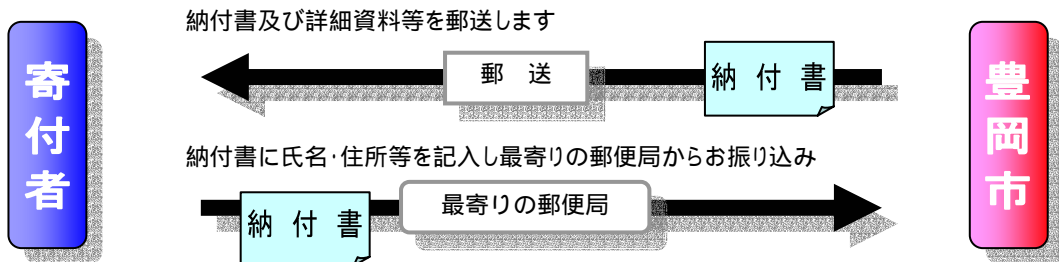 納付書及び詳細資料等を郵送します
寄付者
郵 送
納 付 書
豊岡市
納付書に氏名・住所等を記入し最寄りの郵便局からお振り込み
納 付 書
最寄りの郵便局